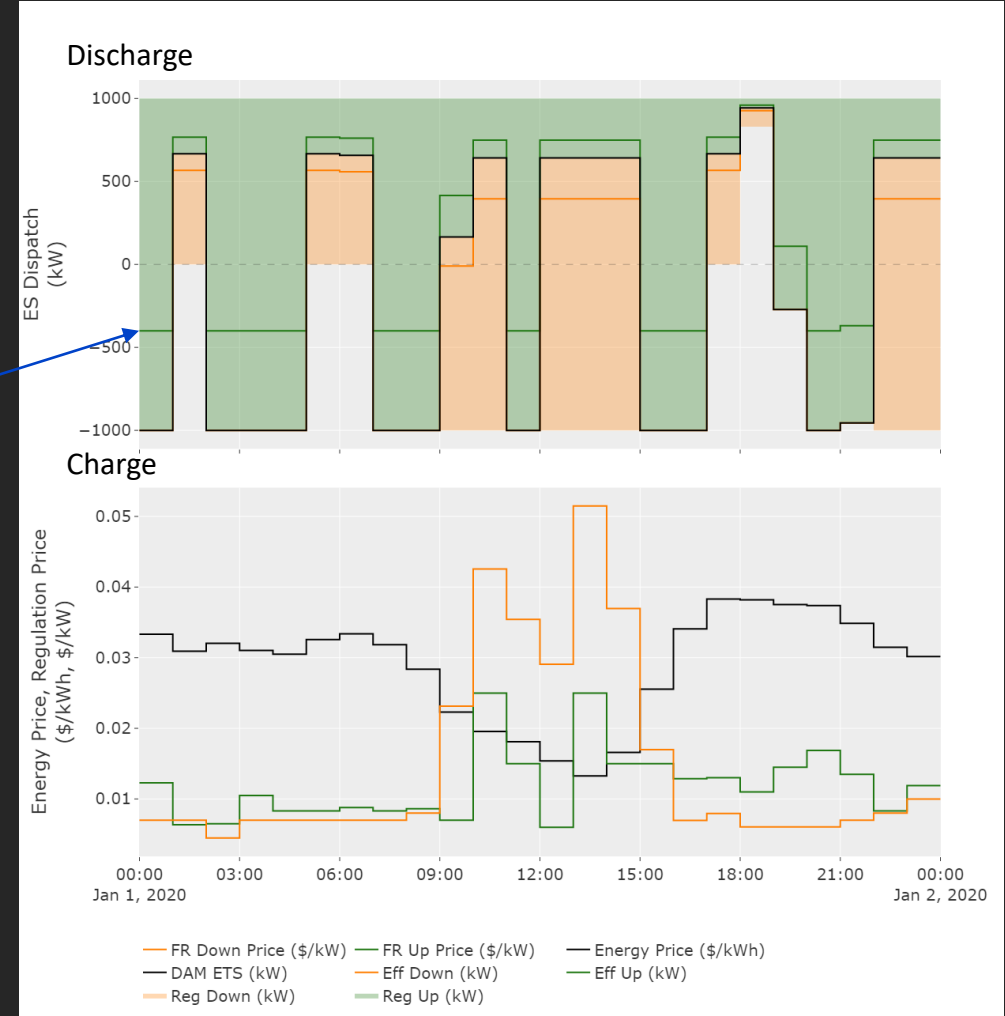 Discharge
ES Dispatch
(kW)
1000
500
0
−500
−1000
Charge
Energy Price, Regulation Price
($/kWh, $/kW)
0.05
0.04
0.03
0.02
0.01
00:00 03:00 06:00 09:00 12:00 15:00 18:00 21:00 00:00
Jan 1, 2020 Jan 2, 2020
FR Down Price ($/kW) FR Up Price ($/kW) Energy Price ($/kWh)
DAM ETS (kW) Eff Down (kW) Eff Up (kW)
Reg Down (kW) Reg Up (kW)